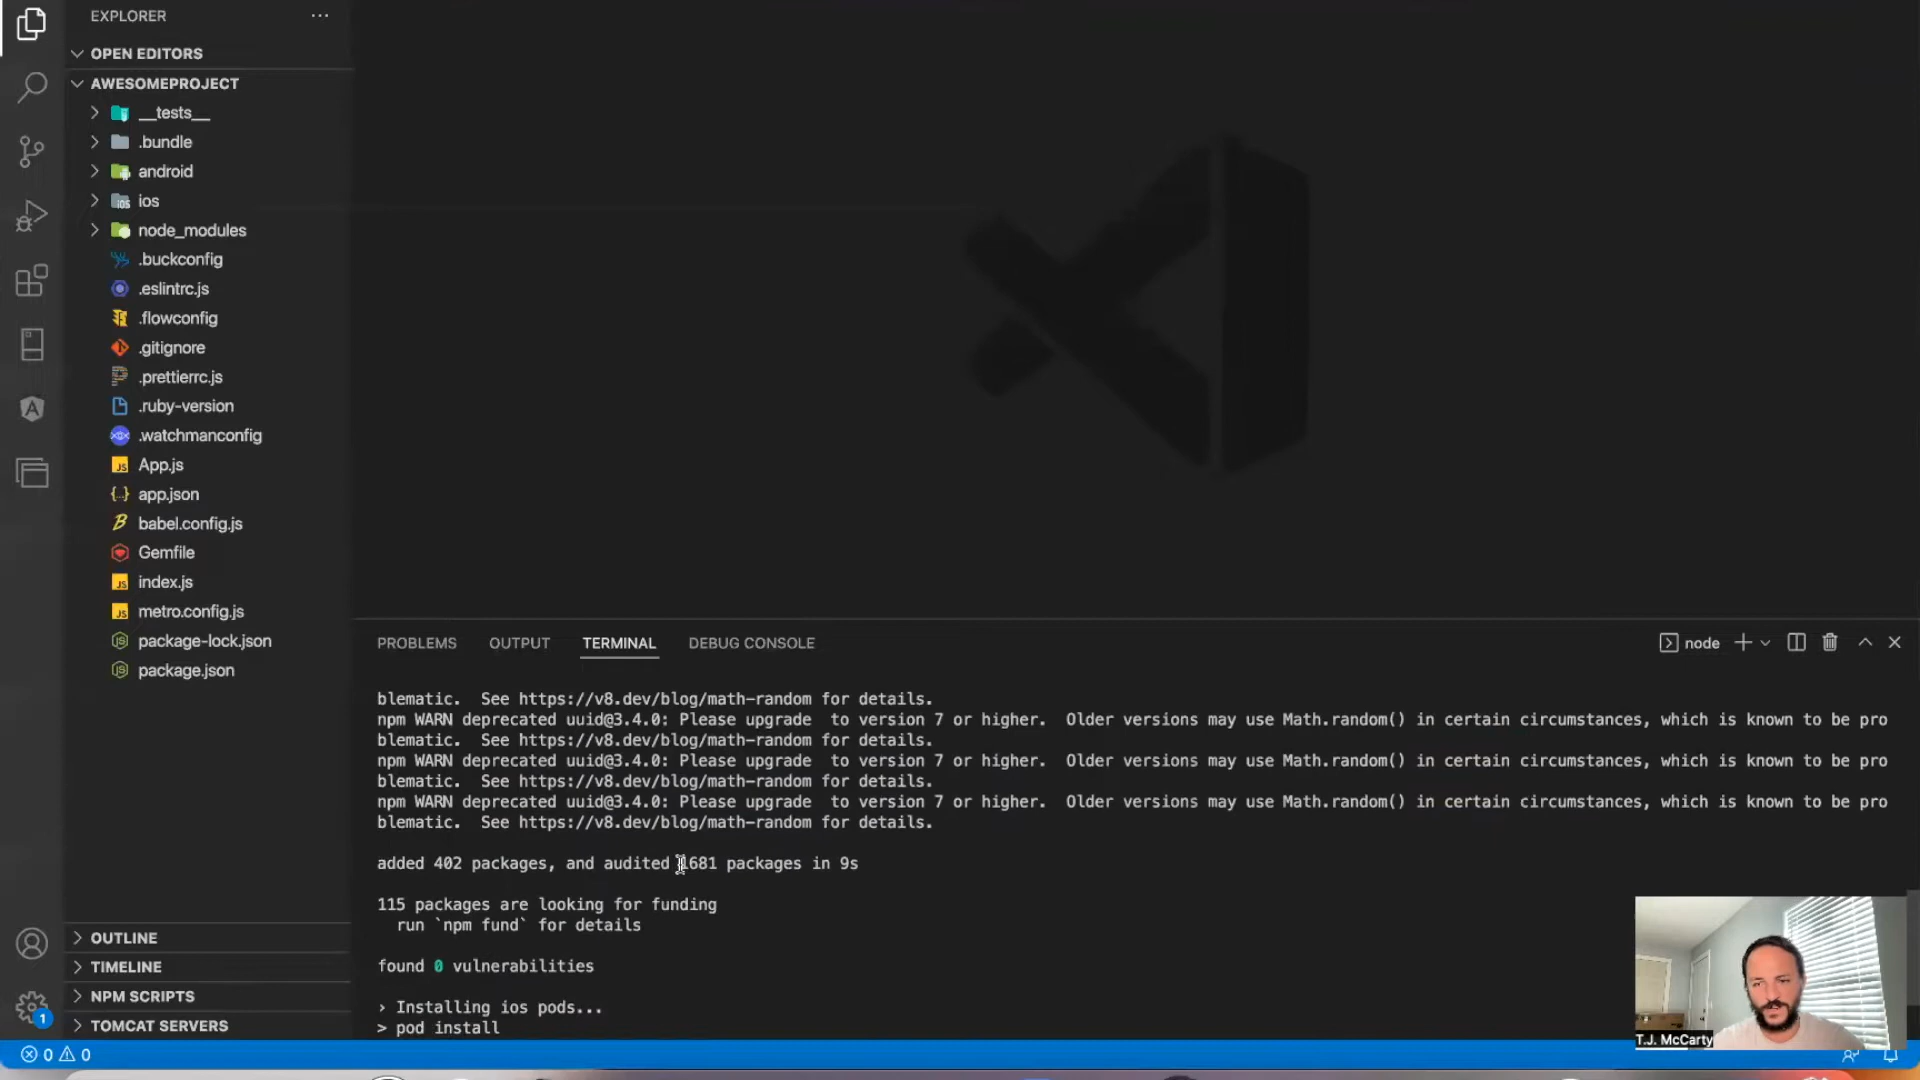 EXPLORER
OPEN EDITORS
AWESOMEPROJECT
__tests__
.bundle
android
ios
node_modules
.buckconfig
.eslintrc.js
.flowconfig
.gitignore
.prettierrc.js
.ruby-version
.watchmanconfig
App.js
app.json
babel.config.js
Gemfile
index.js
metro.config.js
package-lock.json
package.json
OUTLINE
TIMELINE
NPM SCRIPTS
TOMCAT SERVERS
1
PROBLEMS OUTPUT TERMINAL DEBUG CONSOLE
node
blematic.  See https://v8.dev/blog/math-random for details.
npm WARN deprecated uuid@3.4.0: Please upgrade  to version 7 or higher.  Older versions may use Math.random() in certain circumstances, which is known to be pro
blematic.  See https://v8.dev/blog/math-random for details.
npm WARN deprecated uuid@3.4.0: Please upgrade  to version 7 or higher.  Older versions may use Math.random() in certain circumstances, which is known to be pro
blematic.  See https://v8.dev/blog/math-random for details.
npm WARN deprecated uuid@3.4.0: Please upgrade  to version 7 or higher.  Older versions may use Math.random() in certain circumstances, which is known to be pro
blematic.  See https://v8.dev/blog/math-random for details.
added 402 packages, and audited 1681 packages in 9s
115 packages are looking for funding
run `npm fund` for details
found 0 vulnerabilities
› Installing ios pods...
> pod install
T.J. McCarty
0 0